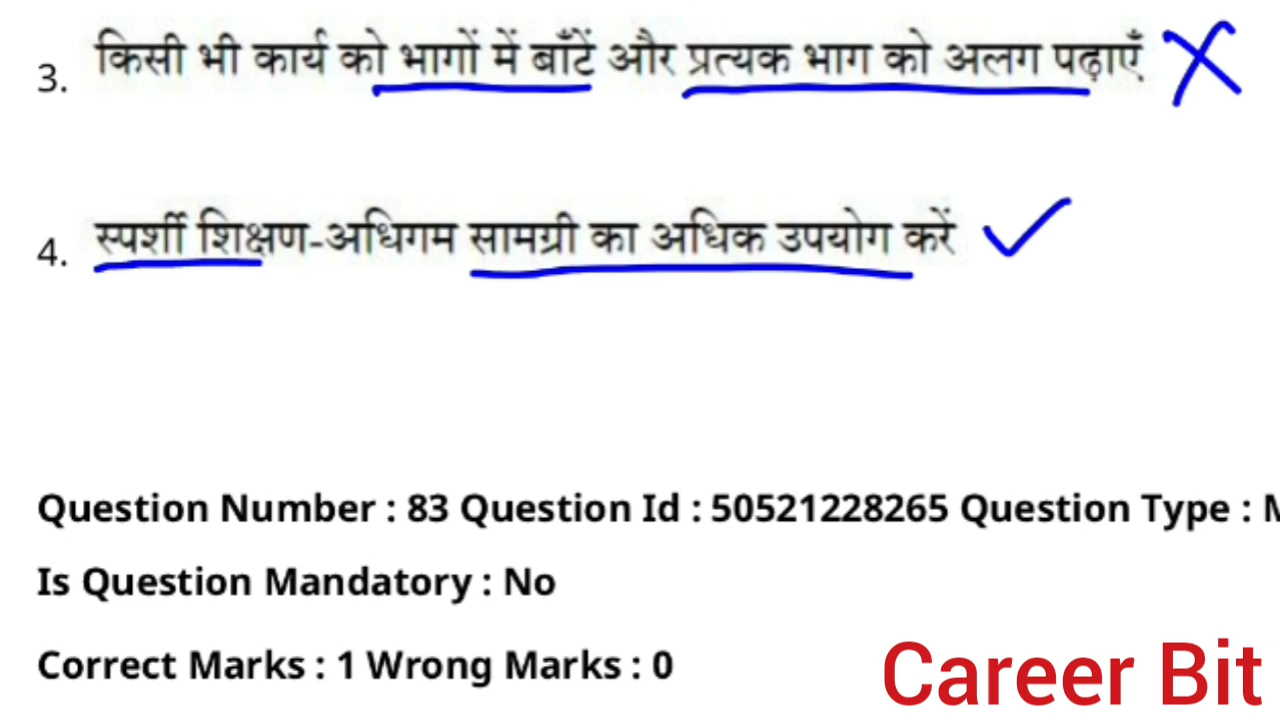 3. किसी भी कार्य को भागों में बाँटें और प्रत्यक भाग को अलग पढ़ाएँ
4. स्पर्शी शिक्षण-अधिगम सामग्री का अधिक उपयोग करें
Question Number : 83 Question Id : 50521228265 Question Type : M
Is Question Mandatory : No
Correct Marks : 1 Wrong Marks : 0
Career Bit